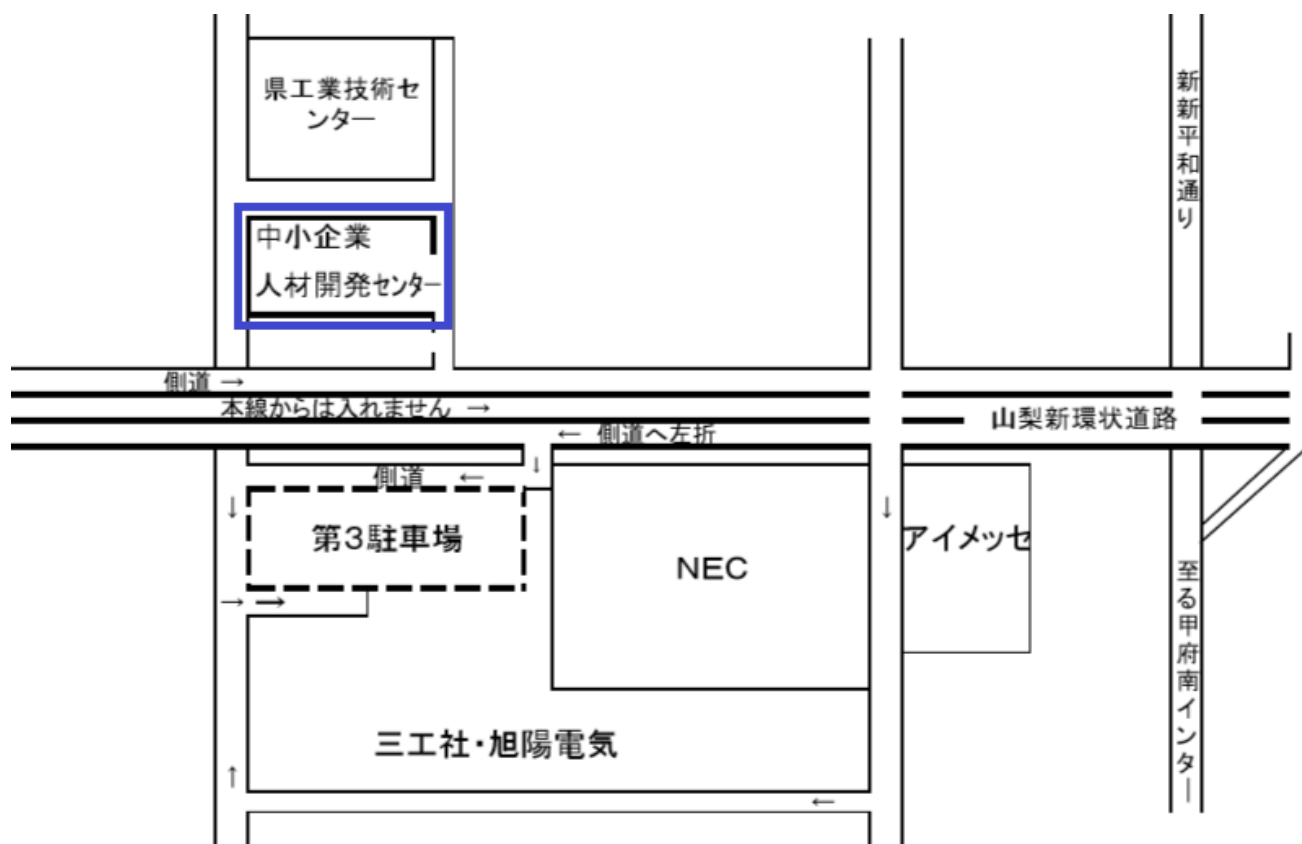 県工業技術セ
ンター
新新平和通り
中小企業
人材開発センター
側道 →
本線からは入れません →
山梨新環状道路
← 側道へ左折
側道 ←
↓
↓
第3駐車場
↓
アイメッセ
NEC
→ →
至る甲府南インター
三工社・旭陽電気
↑
←